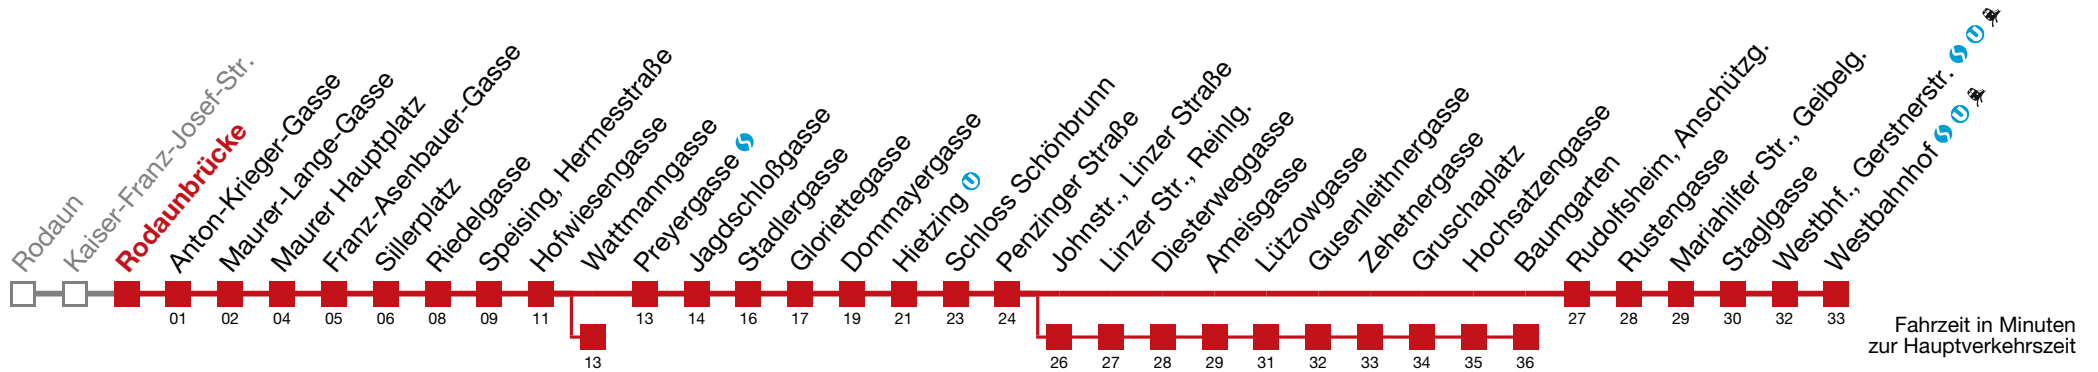 Rodaun
Kaiser-Franz-Josef-Str.
Rodaunbrücke
Anton-Krieger-Gasse
Maurer-Lange-Gasse
Maurer Hauptplatz
Franz-Asenbauer-Gasse
Sillerplatz
Riedelgasse
Speising, Hermesstraße
Hofwiesengasse
Wattmanngasse
Preyergasse
Jagdschloßgasse
Stadlergasse
Gloriettegasse
Dommayergasse
Hietzing
Schloss Schönbrunn
Penzinger Straße
Johnstr., Linzer Straße
Linzer Str., Reinlg.
Diesterweggasse
Ameisgasse
Lützowgasse
Gusenleithnergasse
Zehetnergasse
Gruschaplatz
Hochsatzengasse
Baumgarten
Rudolfsheim, Anschützg.
Rustengasse
Mariahilfer Str., Geibelg.
Staglgasse
Westbhf., Gerstnerstr.
Westbahnhof
01 02 04 05 06 08 09 11 13 14 16 17 19 21 23 24 27 28 29 30 32 33
13 26 27 28 29 31 32 33 34 35 36
Fahrzeit in Minuten
zur Hauptverkehrszeit